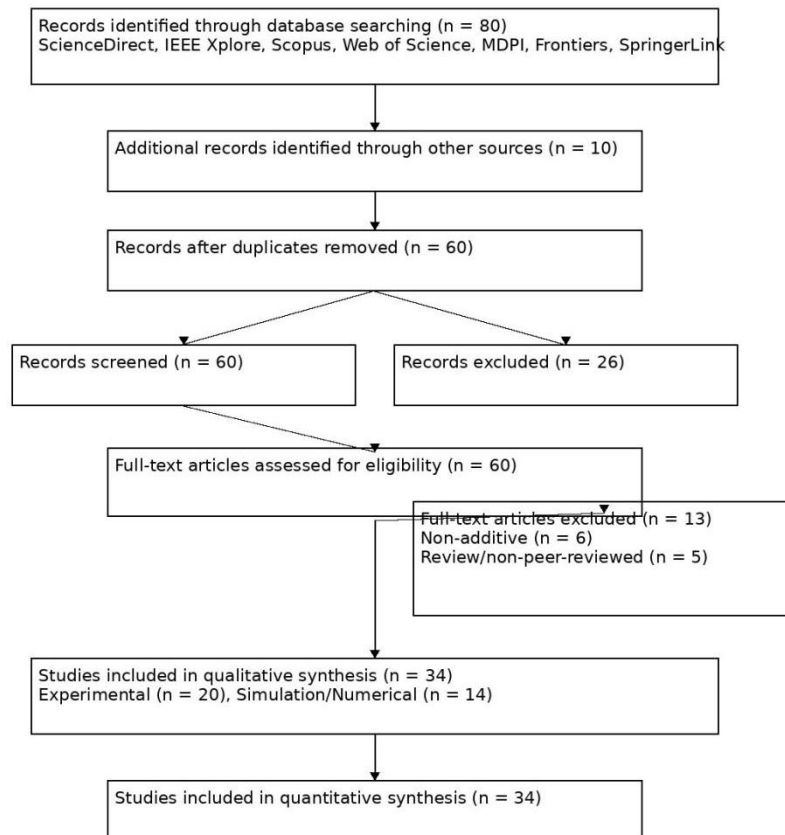 Records identified through database searching (n = 80)
ScienceDirect, IEEE Xplore, Scopus, Web of Science, MDPI, Frontiers, SpringerLink
Additional records identified through other sources (n = 10)
Records after duplicates removed (n = 60)
Records screened (n = 60)
Records excluded (n = 26)
Full-text articles assessed for eligibility (n = 60)
Full-text articles excluded (n = 13)
Non-additive (n = 6)
Review/non-peer-reviewed (n = 5)
Studies included in qualitative synthesis (n = 34)
Experimental (n = 20), Simulation/Numerical (n = 14)
Studies included in quantitative synthesis (n = 34)